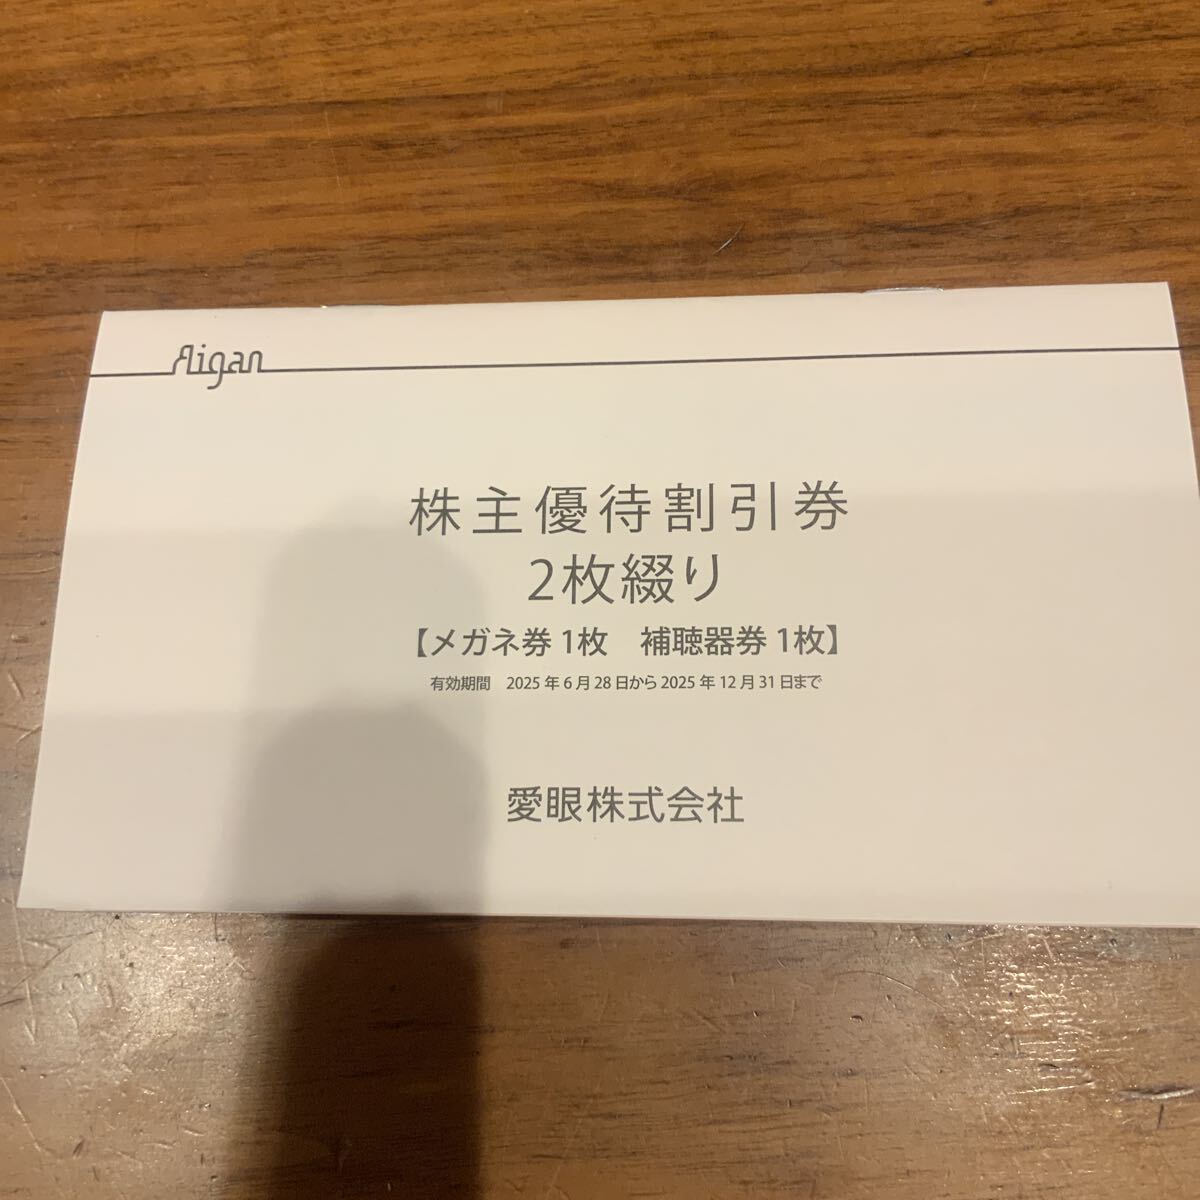 Aigan
株主優待割引券
2枚綴り
【メガネ券 1枚　補聴器券 1枚】
有効期間　2025 年 6 月 28 日から 2025 年 12 月 31 日まで
愛眼株式会社